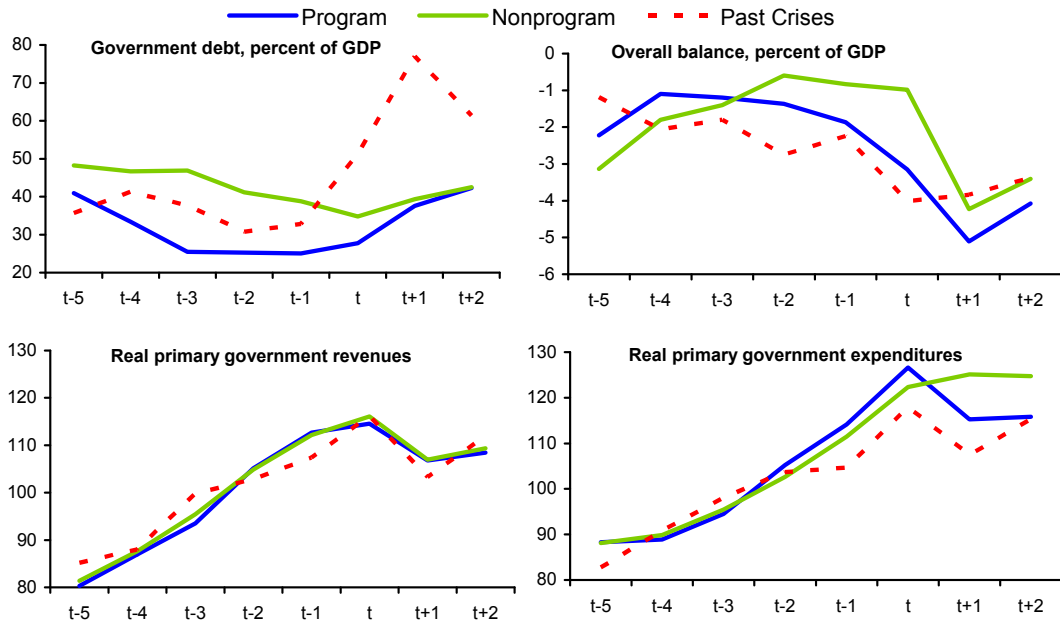 Program Nonprogram Past Crises
Government debt, percent of GDP
80
70
60
50
40
30
20
t-5 t-4 t-3 t-2 t-1 t t+1 t+2
Overall balance, percent of GDP
0
-1
-2
-3
-4
-5
-6
t-5 t-4 t-3 t-2 t-1 t t+1 t+2
Real primary government revenues
130
120
110
100
90
80
t-5 t-4 t-3 t-2 t-1 t t+1 t+2
Real primary government expenditures
130
120
110
100
90
80
t-5 t-4 t-3 t-2 t-1 t t+1 t+2